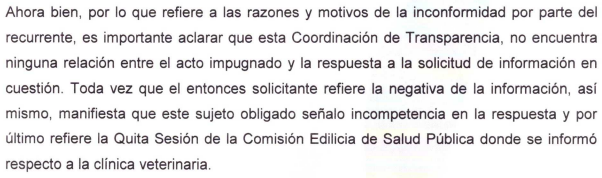 Ahora bien, por lo que refiere a las razones y motivos de la inconformidad por parte del
recurrente, es importante aclarar que esta Coordinación de Transparencia, no encuentra
ninguna relación entre el acto impugnado y la respuesta a la solicitud de información en
cuestión. Toda vez que el entonces solicitante refiere la negativa de la información, así
mismo, manifiesta que este sujeto obligado señalo incompetencia en la respuesta y por
último refiere la Quita Sesión de la Comisión Edilicia de Salud Pública donde se informó
respecto a la clínica veterinaria.